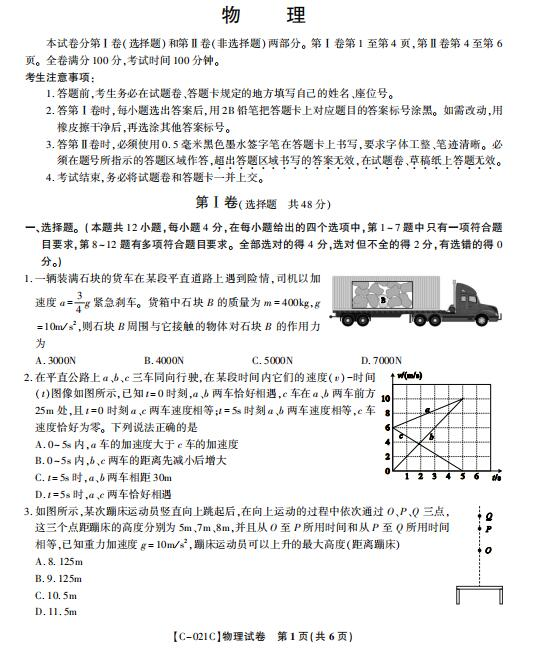 物 理
本试卷分第Ⅰ卷(选择题)和第Ⅱ卷(非选择题)两部分。第Ⅰ卷第1至第4页,第Ⅱ卷第4至第6
页。全卷满分100分,考试时间100分钟。
考生注意事项:
1. 答题前,考生务必在试题卷、答题卡规定的地方填写自己的姓名、座位号。
2. 答第Ⅰ卷时,每小题选出答案后,用2B铅笔把答题卡上对应题目的答案标号涂黑。如需改动,用
橡皮擦干净后,再选涂其他答案标号。
3. 答第Ⅱ卷时,必须使用0.5毫米黑色墨水签字笔在答题卡上书写,要求字体工整、笔迹清晰。必
须在题号所指示的答题区域作答,超出答题区域书写的答案无效,在试题卷、草稿纸上答题无效。
4. 考试结束,务必将试题卷和答题卡一并上交。
第Ⅰ卷(选择题 共48分)
一、选择题。(本题共12小题,每小题4分,在每小题给出的四个选项中,第1~7题中只有一项符合题
目要求,第8~12题有多项符合题目要求。全部选对的得4分,选对但不全的得2分,有选错的得0
分。)
1. 一辆装满石块的货车在某段平直道路上遇到险情,司机以加
速度a=3/4 g紧急刹车。货箱中石块B的质量为m=400kg,g
=10m/s²,则石块B周围与它接触的物体对石块B的作用力
为
B
A. 3000N B. 4000N C. 5000N D. 7000N
2. 在平直公路上a、b、c三车同向行驶,在某段时间内它们的速度(v)-时间
(t)图像如图所示,已知t=0时刻,a、b两车恰好相遇,c车在a、b两车前方
25m处,且t=0时刻a、c两车速度相等;t=5s时刻a、b两车速度相等,c车
速度恰好为零。下列说法正确的是
A. 0~5s内,a车的加速度大于c车的加速度
B. 0~5s内,b、c两车的距离先减小后增大
C. t=5s时,a、b两车相距30m
D. t=5s时,a、c两车恰好相遇
v/(m/s)
10
8
6
4
2
0 1 2 3 4 5 6 t/s
a
b
c
3. 如图所示,某次蹦床运动员竖直向上跳起后,在向上运动的过程中依次通过O、P、Q三点,
这三个点距蹦床的高度分别为5m、7m、8m,并且从O至P所用时间和从P至Q所用时间
相等,已知重力加速度g=10m/s²,蹦床运动员可以上升的最大高度(距离蹦床)
A. 8.125m
B. 9.125m
C. 10.5m
D. 11.5m
Q
P
O
【C-021C】物理试卷 第1页(共6页)